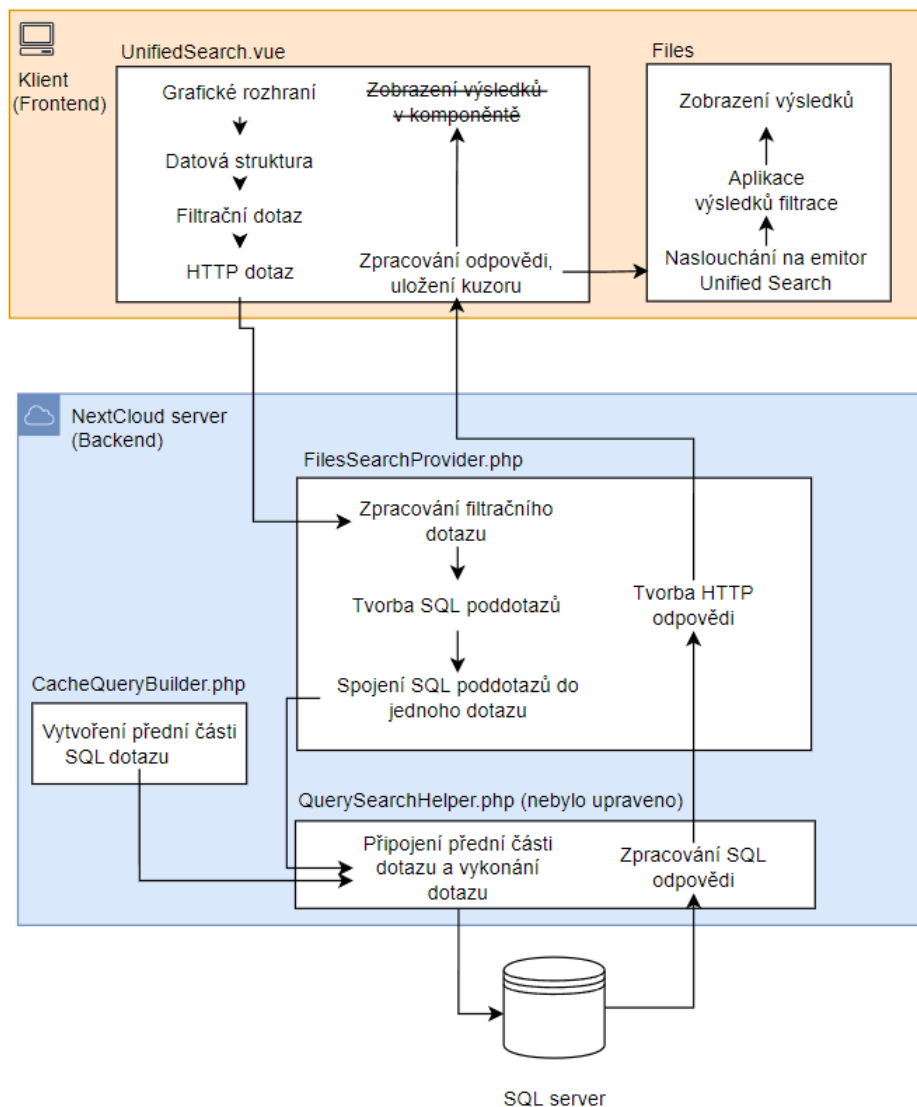 Klient
(Frontend)
UnifiedSearch.vue
Grafické rozhraní
Datová struktura
Filtrační dotaz
HTTP dotaz
Zobrazení výsledků
v komponěntě
Zpracování odpovědi,
uložení kuzoru
Files
Zobrazení výsledků
Aplikace
výsledků filtrace
Naslouchání na emitor
Unified Search
NextCloud server
(Backend)
FilesSearchProvider.php
Zpracování filtračního
dotazu
Tvorba SQL poddotazů
Spojení SQL poddotazů do
jednoho dotazu
Tvorba HTTP
odpovědi
CacheQueryBuilder.php
Vytvoření přední části
SQL dotazu
QuerySearchHelper.php (nebylo upraveno)
Připojení přední části
dotazu a vykonání
dotazu
Zpracování SQL
odpovědi
SQL server